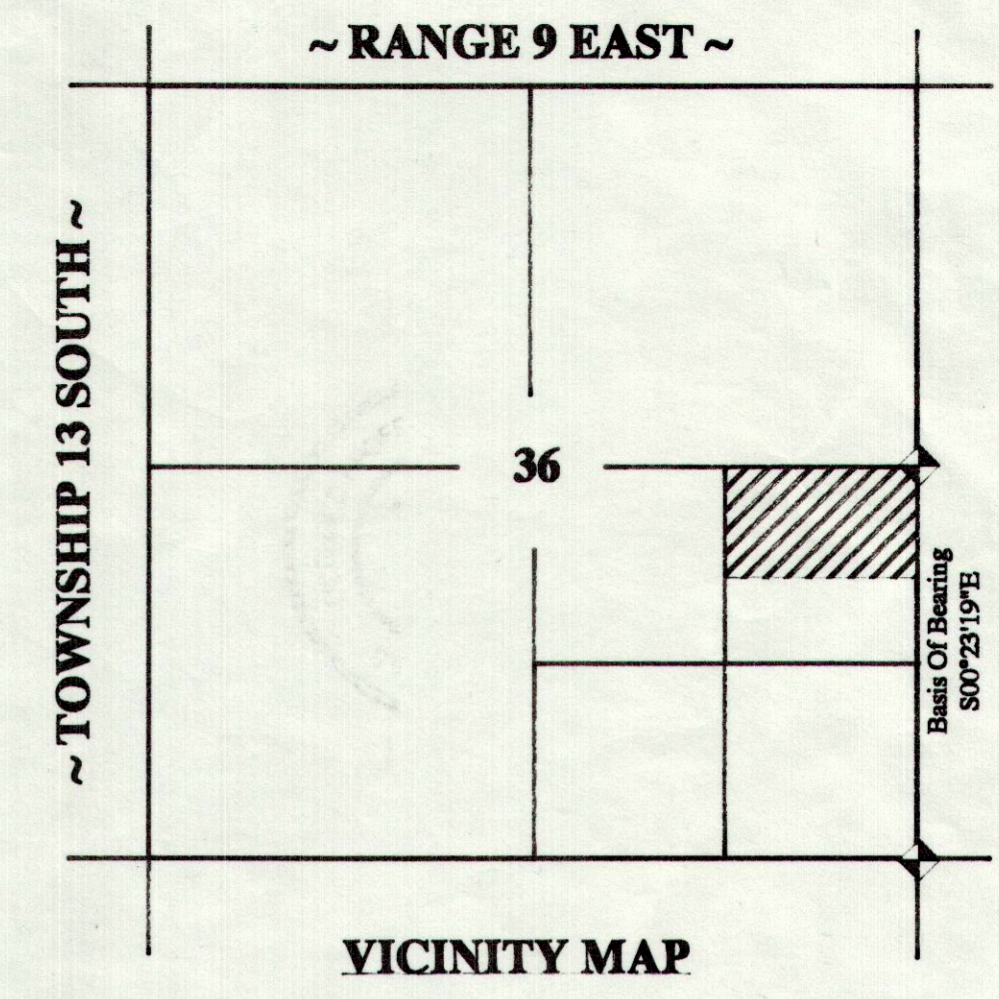 ~ RANGE 9 EAST ~
~ TOWNSHIP 13 SOUTH ~
36
Basis Of Bearing
S00°23'19"E
VICINITY MAP